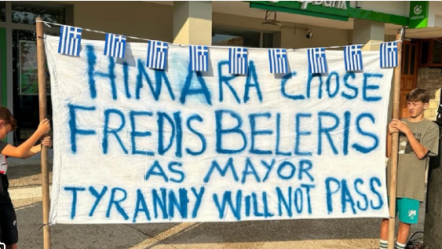 HIMARA CHOSE
FREDIS BELERIS
AS MAYOR
TYRANNY WILL NOT PASS